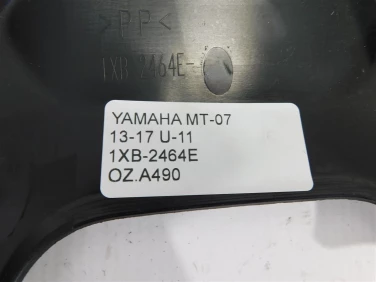 >PP<
1XB-2464E-
YAMAHA MT-07
13-17 U-11
1XB-2464E
OZ.A490